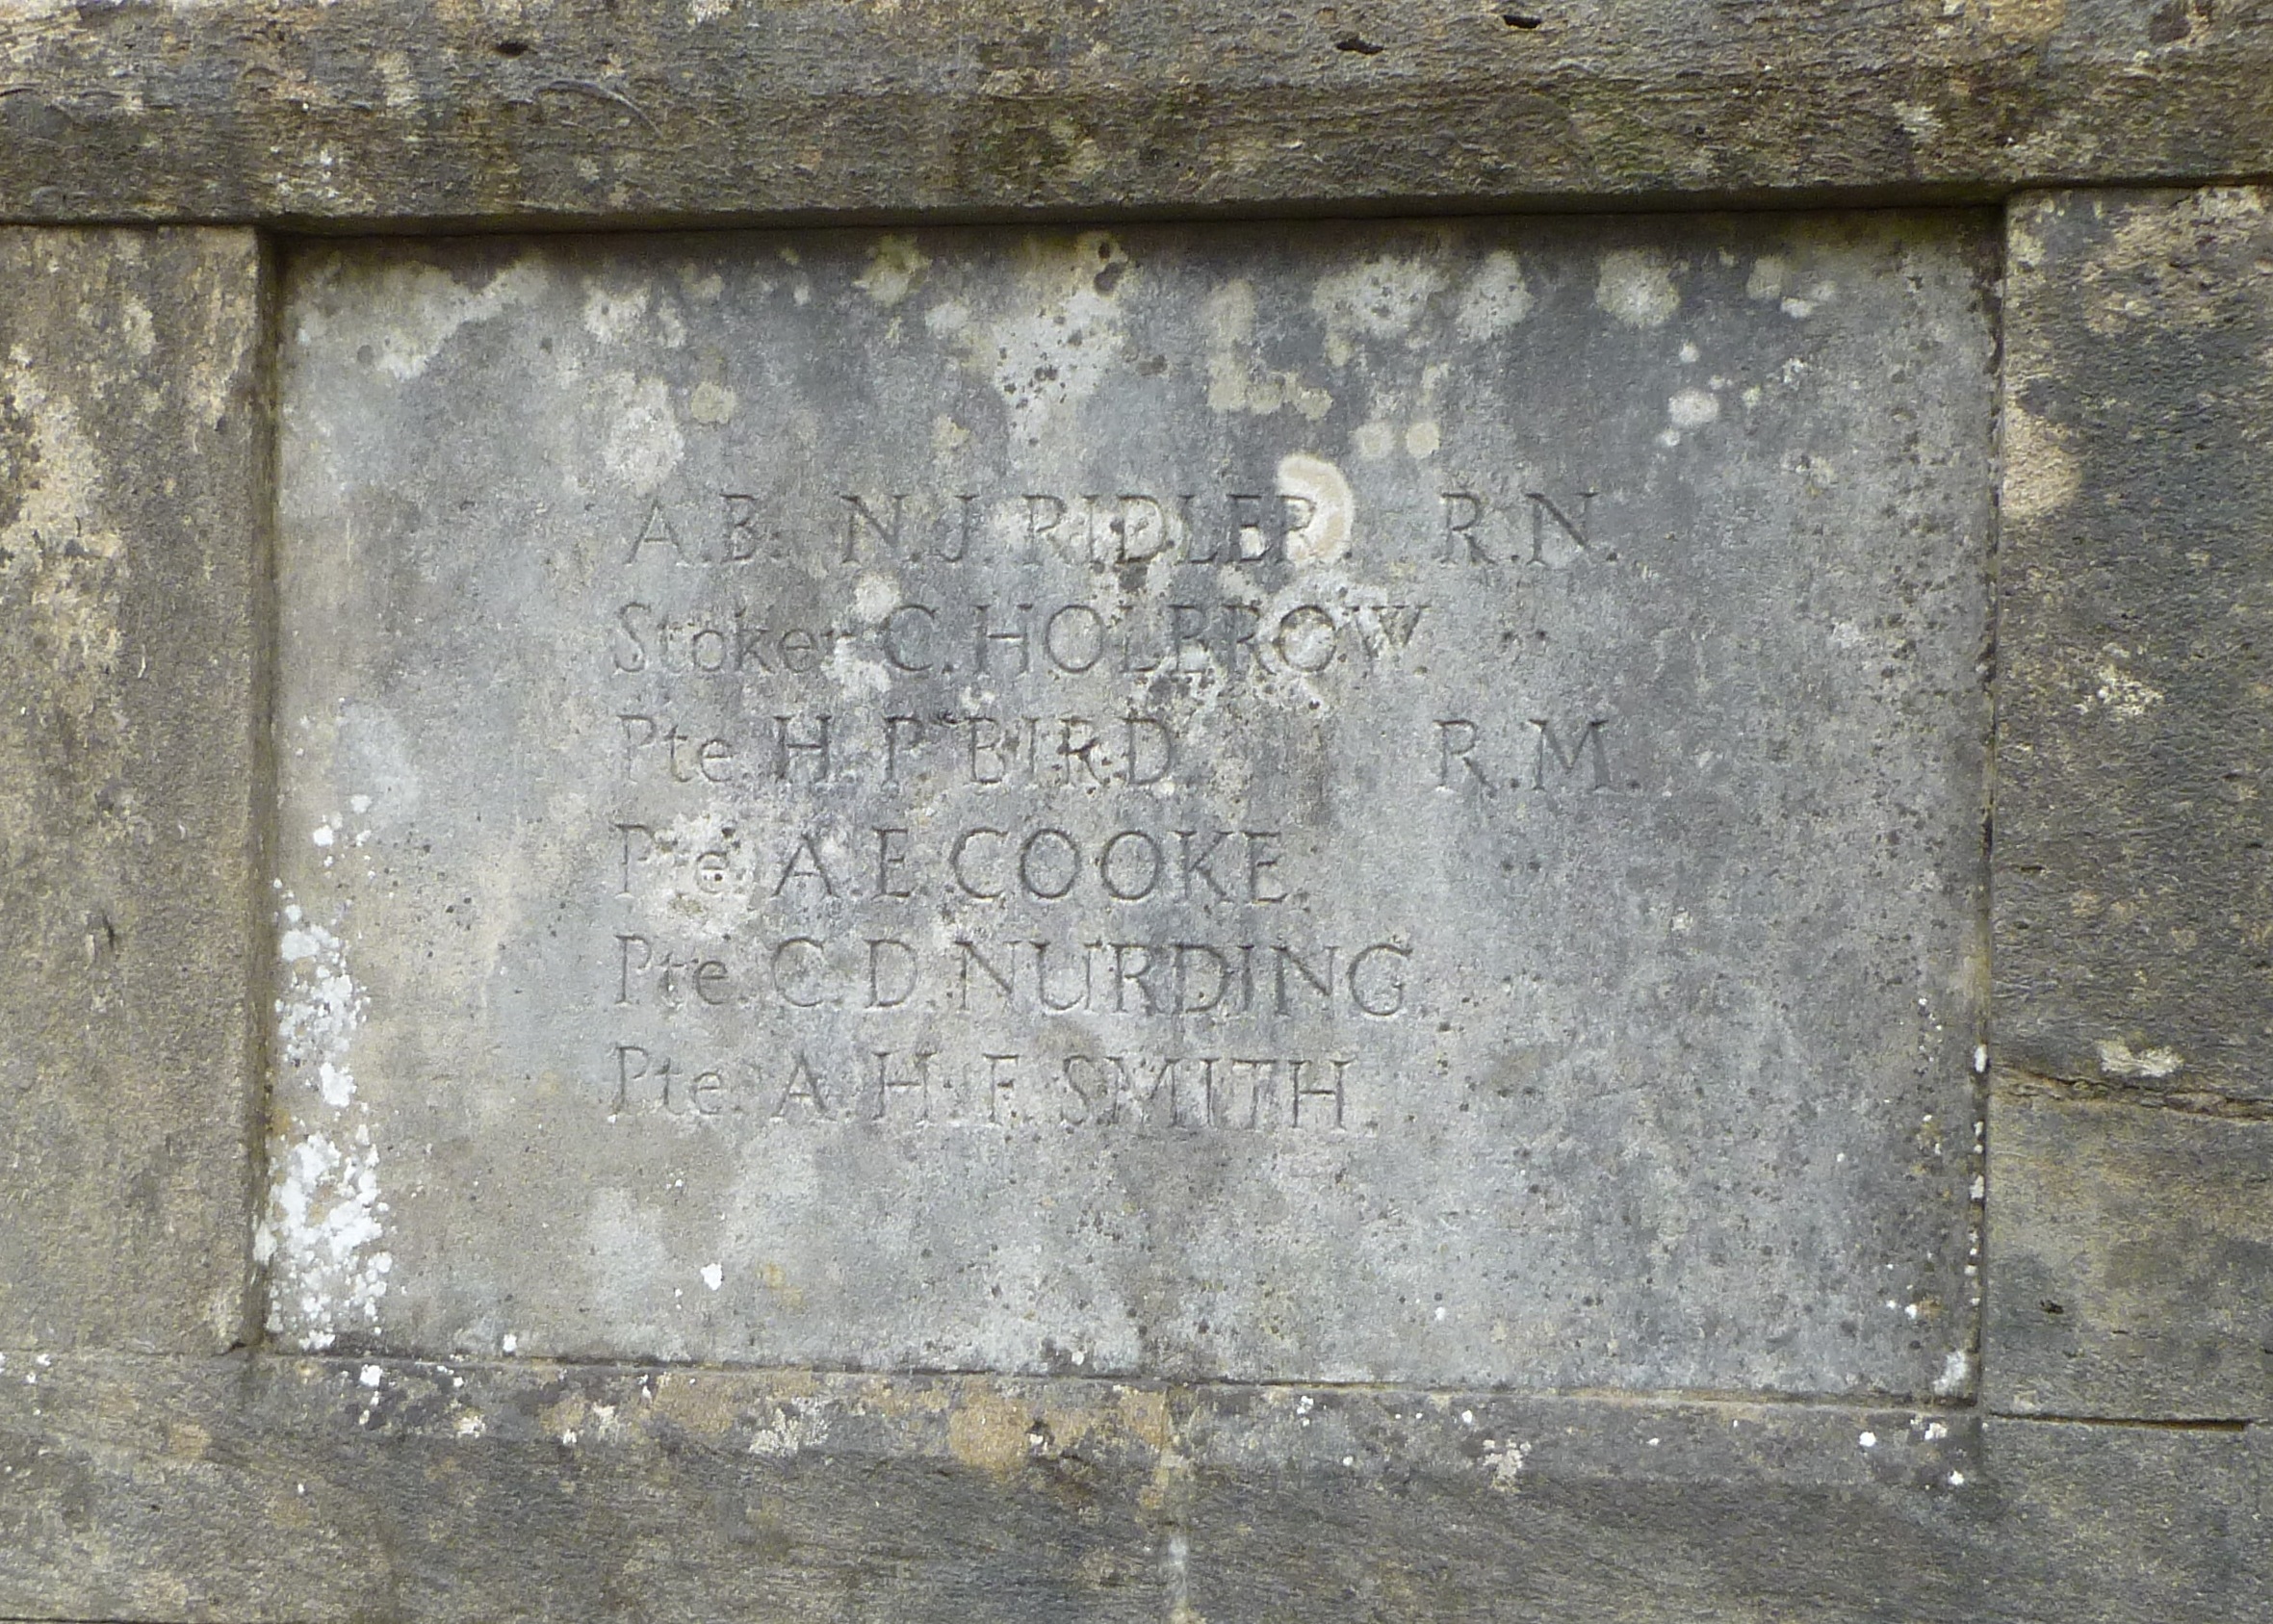 A.B. N.J. RIDLER. R.N.
Stoker C. HOLBROW. ..
Pte. H. P. BIRD. R.M.
Pte. A. E. COOKE. ..
Pte. C. D. NURDING.
Pte. A. H. F. SMITH.